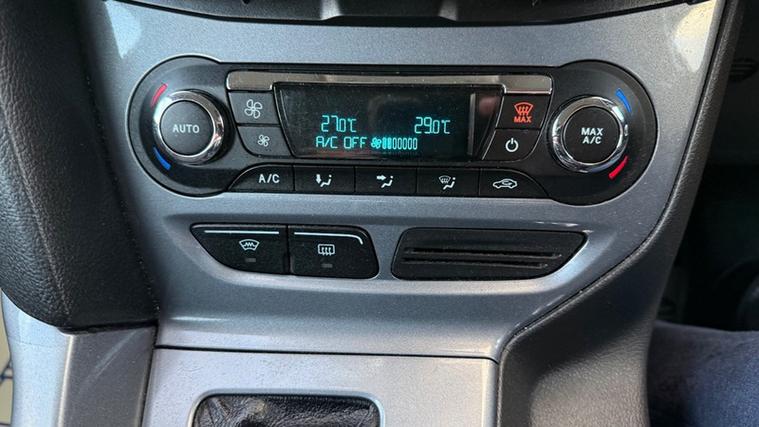 AUTO
27.0°C 29.0°C
A/C OFF
MAX
MAX
A/C
A/C